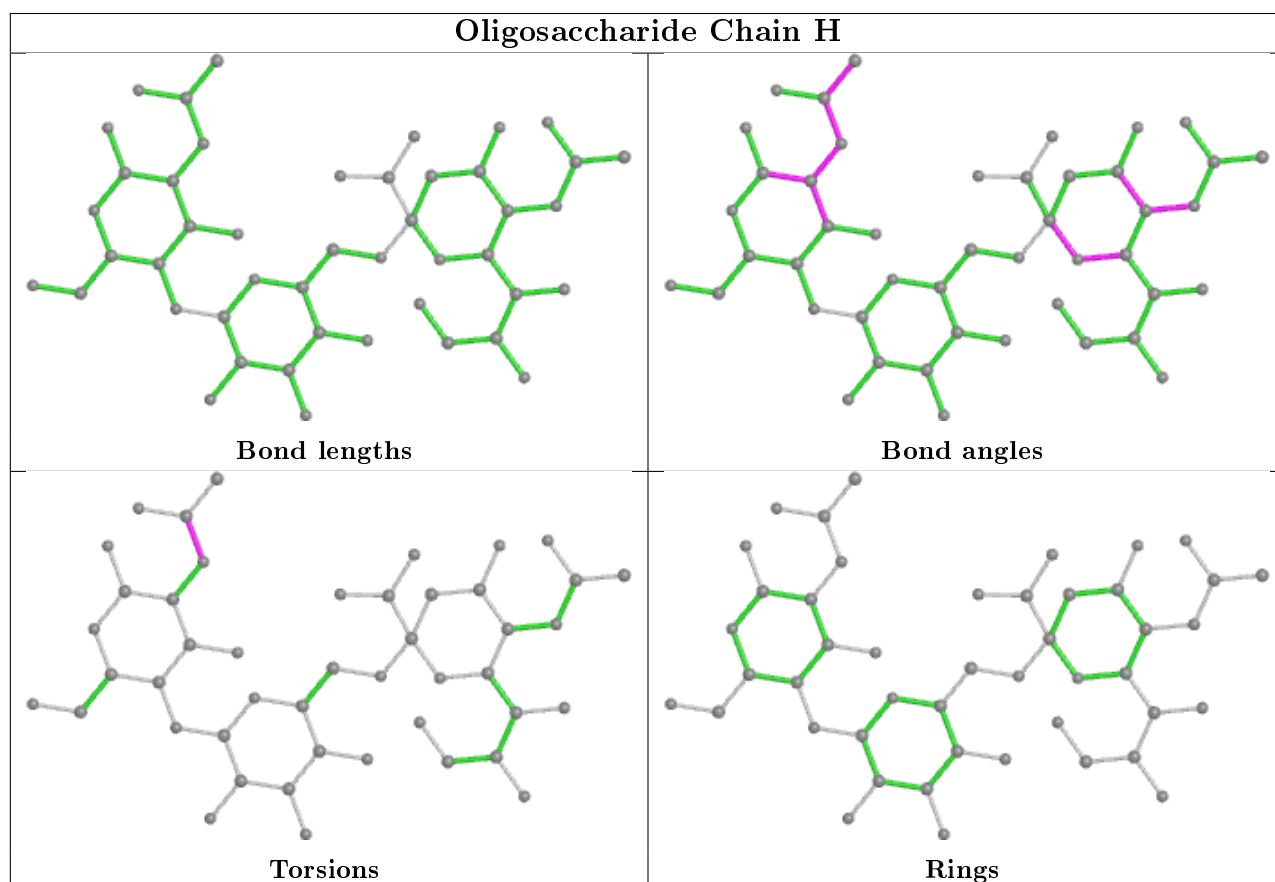 Oligosaccharide Chain H
Bond lengths
Bond angles
Torsions
Rings